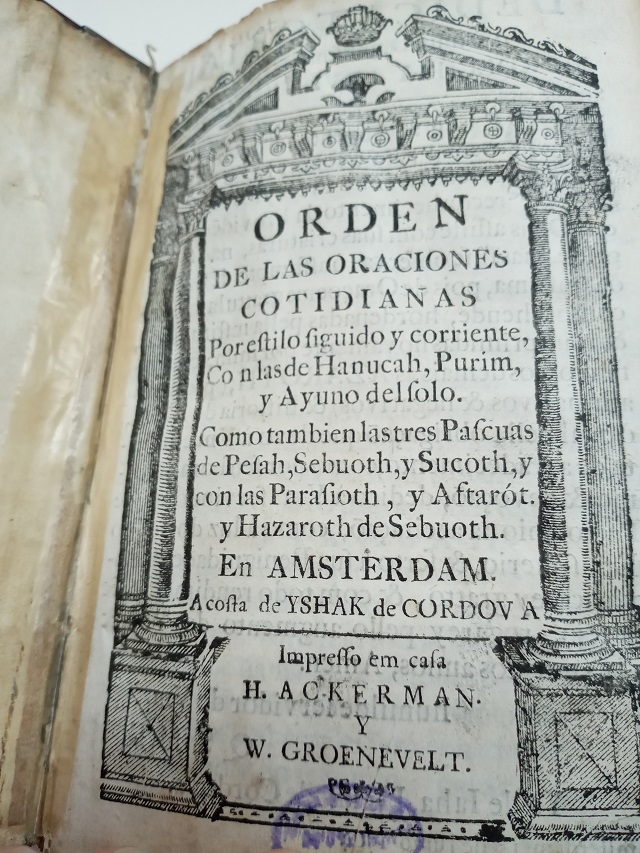 ORDEN
DE LAS ORACIONES
COTIDIANAS
Por eſtilo ſiguido y corriente,
Co n las de Hanucah, Purim,
y Ayuno del ſolo.
Como tambien las tres Paſcuas
de Peſah, Sebuoth, y Sucoth, y
con las Paraſioth, y Aftarót.
y Hazaroth de Sebuoth.
En AMSTERDAM.
A coſta de YSHAK de CORDOVA
Impreſſo em caſa
H. ACKERMAN.
Y
W. GROENEVELT.